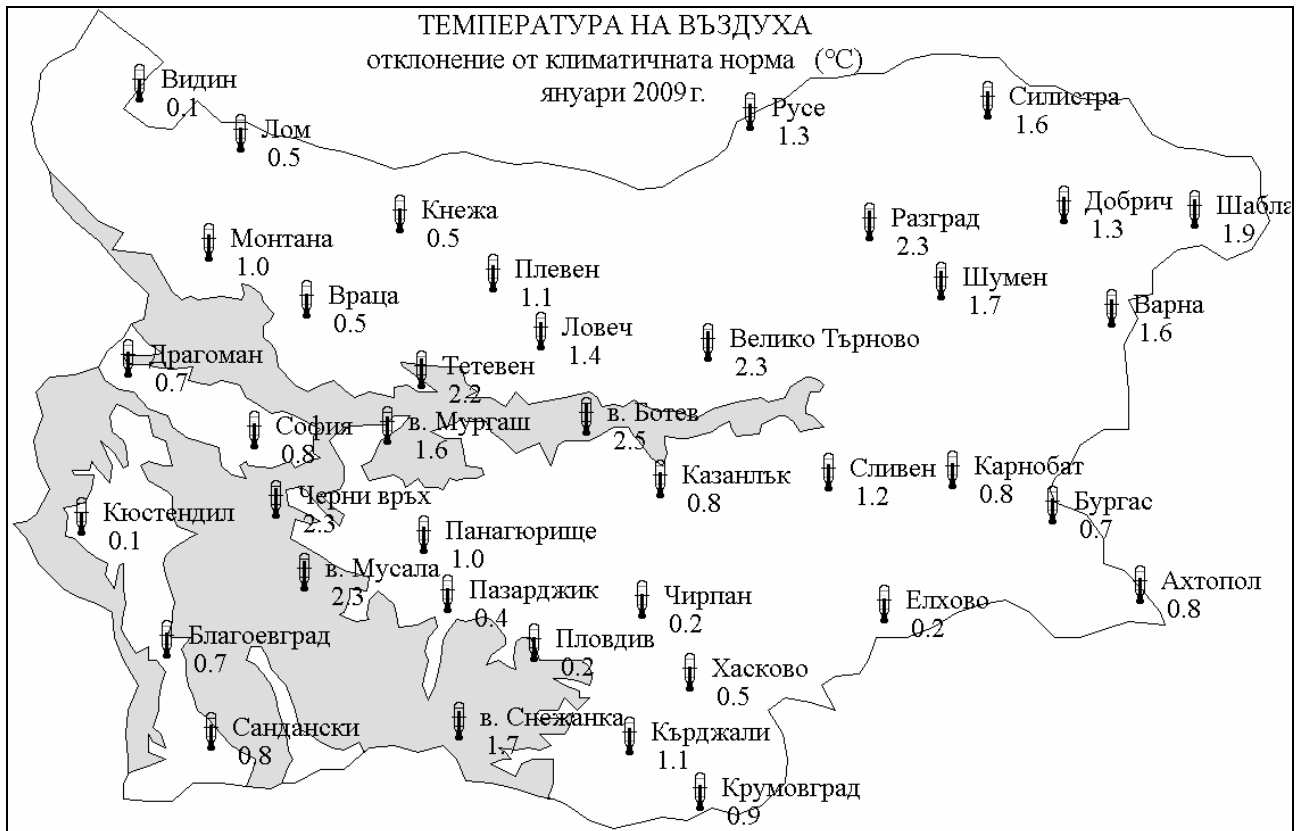 ТЕМПЕРАТУРА НА ВЪЗДУХА
отклонение от климатичната норма (°C)
януари 2009 г.
Видин
0.1
Лом
0.5
Русе
1.3
Силистра
1.6
Кнежа
0.5
Разград
2.3
Добрич
1.3
Шабла
1.9
Монтана
1.0
Плевен
1.1
Шумен
1.7
Враца
0.5
Варна
1.6
Ловеч
1.4
Велико Търново
2.3
Драгоман
0.7
Тетевен
2.2
София
0.8
в. Мургаш
1.6
в. Ботев
2.5
Казанлък
0.8
Сливен
1.2
Карнобат
0.8
Бургас
0.7
Черни връх
2.3
Кюстендил
0.1
Панагюрище
1.0
в. Мусала
2.3
Пазарджик
0.4
Чирпан
0.2
Елхово
0.2
Ахтопол
0.8
Благоевград
0.7
Пловдив
0.2
Хасково
0.5
Сандански
0.8
в. Снежанка
1.7
Кърджали
1.1
Крумовград
0.9